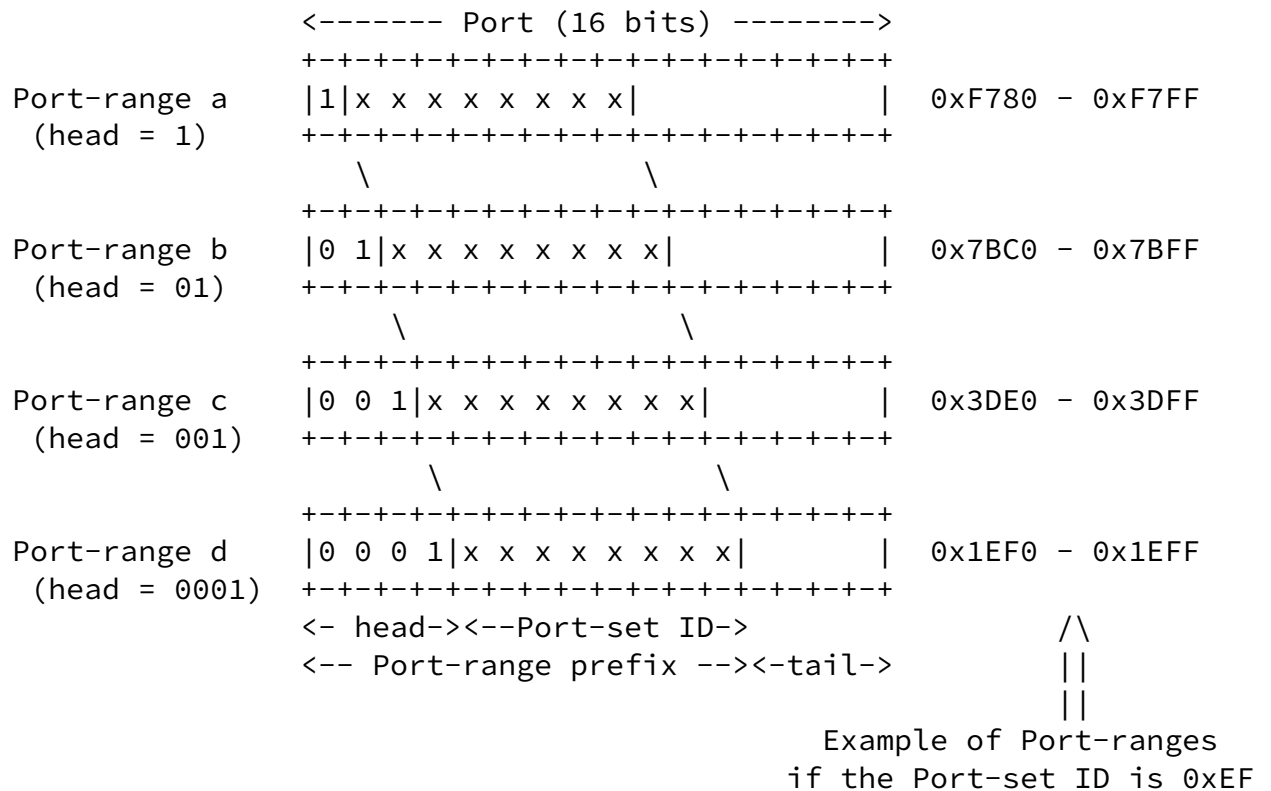 <------- Port (16 bits) -------->
+-+-+-+-+-+-+-+-+-+-+-+-+-+-+-+-+
Port-range a |1|x x x x x x x x| | 0xF780 - 0xF7FF
(head = 1) +-+-+-+-+-+-+-+-+-+-+-+-+-+-+-+-+
\ \
+-+-+-+-+-+-+-+-+-+-+-+-+-+-+-+-+
Port-range b |0 1|x x x x x x x x| | 0x7BC0 - 0x7BFF
(head = 01) +-+-+-+-+-+-+-+-+-+-+-+-+-+-+-+-+
\ \
+-+-+-+-+-+-+-+-+-+-+-+-+-+-+-+-+
Port-range c |0 0 1|x x x x x x x x| | 0x3DE0 - 0x3DFF
(head = 001) +-+-+-+-+-+-+-+-+-+-+-+-+-+-+-+-+
\ \
+-+-+-+-+-+-+-+-+-+-+-+-+-+-+-+-+
Port-range d |0 0 0 1|x x x x x x x x| | 0x1EF0 - 0x1EFF
(head = 0001) +-+-+-+-+-+-+-+-+-+-+-+-+-+-+-+-+
<- head-><--Port-set ID-> /\
<-- Port-range prefix --><-tail-> ||
||
Example of Port-ranges
if the Port-set ID is 0xEF